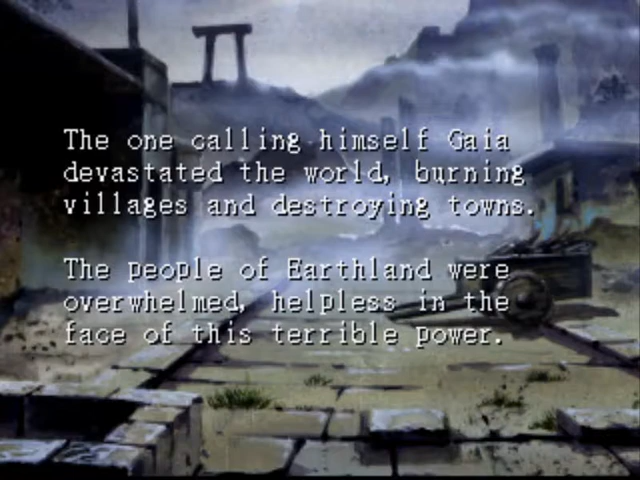 The one calling himself Gaia
devastated the world, burning
villages and destroying towns.
The people of Earthland were
overwhelmed, helpless in the
face of this terrible power.